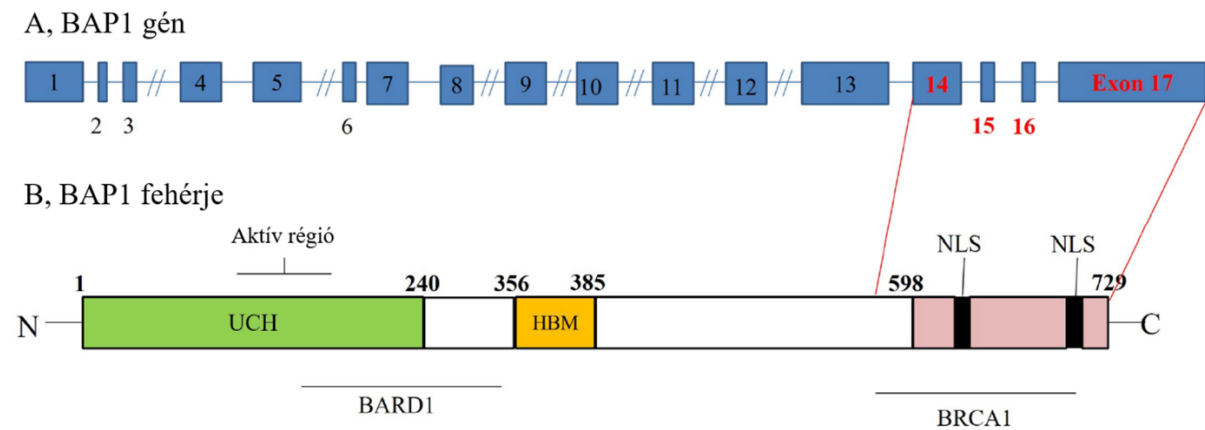 A, BAP1 gén
1 // 4 5 // 7 8 // 9 // 10 // 11 // 12 // 13 14 Exon 17
2 3 6 15 16
B, BAP1 fehérje
Aktív régió NLS NLS
1 240 356 385 598 729
N UCH HBM C
BARD1 BRCA1